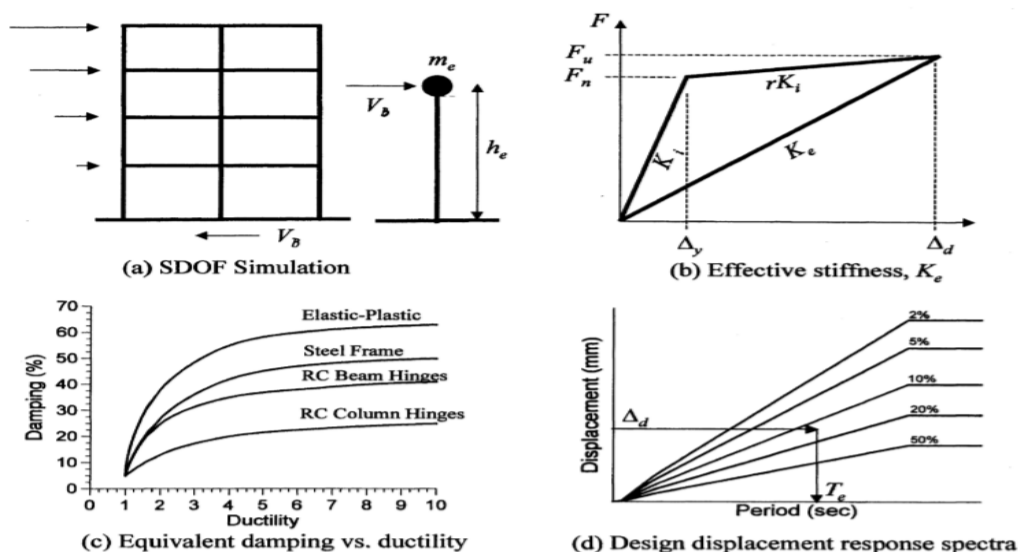 m_e
V_B
h_e
V_B
(a) SDOF Simulation
F
F_u
F_n
rK_i
K_i
K_e
Δ_y
Δ_d
(b) Effective stiffness, K_e
70
60
50
40
30
20
10
0
Damping (%)
Elastic-Plastic
Steel Frame
RC Beam Hinges
RC Column Hinges
0 1 2 3 4 5 6 7 8 9 10
Ductility
(c) Equivalent damping vs. ductility
Displacement (mm)
2%
5%
10%
20%
50%
Δ_d
T_e
Period (sec)
(d) Design displacement response spectra